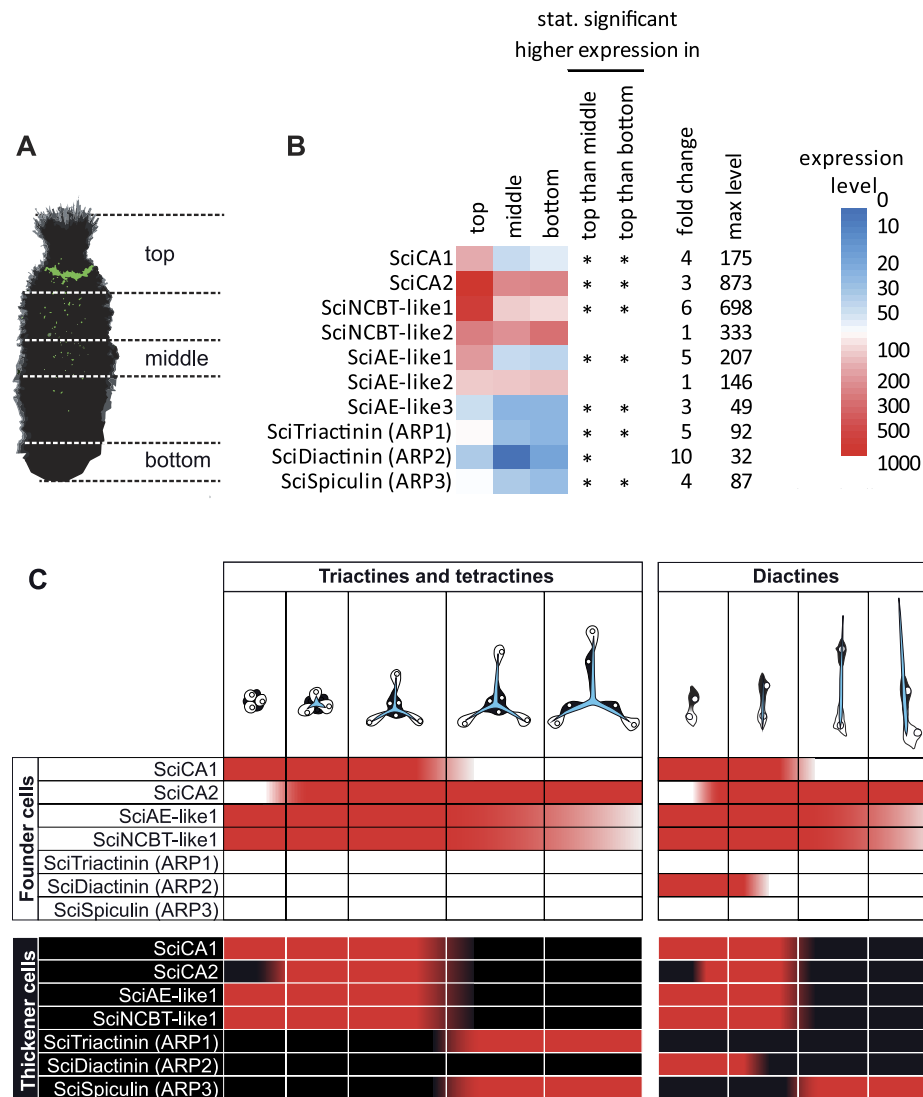 stat. significant
higher expression in
A
top
middle
bottom
B
top
middle
bottom
top than middle
top than bottom
fold change
max level
SciCA1 * * 4 175
SciCA2 * * 3 873
SciNCBT-like1 * * 6 698
SciNCBT-like2 1 333
SciAE-like1 * * 5 207
SciAE-like2 1 146
SciAE-like3 * * 3 49
SciTriactinin (ARP1) * * 5 92
SciDiactinin (ARP2) * 10 32
SciSpiculin (ARP3) * * 4 87
expression
level
0
10
20
30
50
100
200
300
500
1000
C
Triactines and tetractines
Diactines
Founder cells
SciCA1
SciCA2
SciAE-like1
SciNCBT-like1
SciTriactinin (ARP1)
SciDiactinin (ARP2)
SciSpiculin (ARP3)
Thickener cells
SciCA1
SciCA2
SciAE-like1
SciNCBT-like1
SciTriactinin (ARP1)
SciDiactinin (ARP2)
SciSpiculin (ARP3)